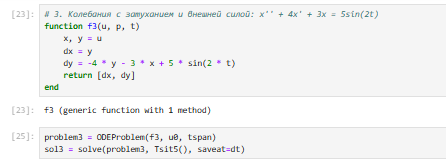 [23]: # 3. Колебания с затуханием и внешней силой: x'' + 4x' + 3x = 5sin(2t)
function f3(u, p, t)
    x, y = u
    dx = y
    dy = -4 * y - 3 * x + 5 * sin(2 * t)
    return [dx, dy]
end
[23]: f3 (generic function with 1 method)
[25]: problem3 = ODEProblem(f3, u0, tspan)
sol3 = solve(problem3, Tsit5(), saveat=dt)